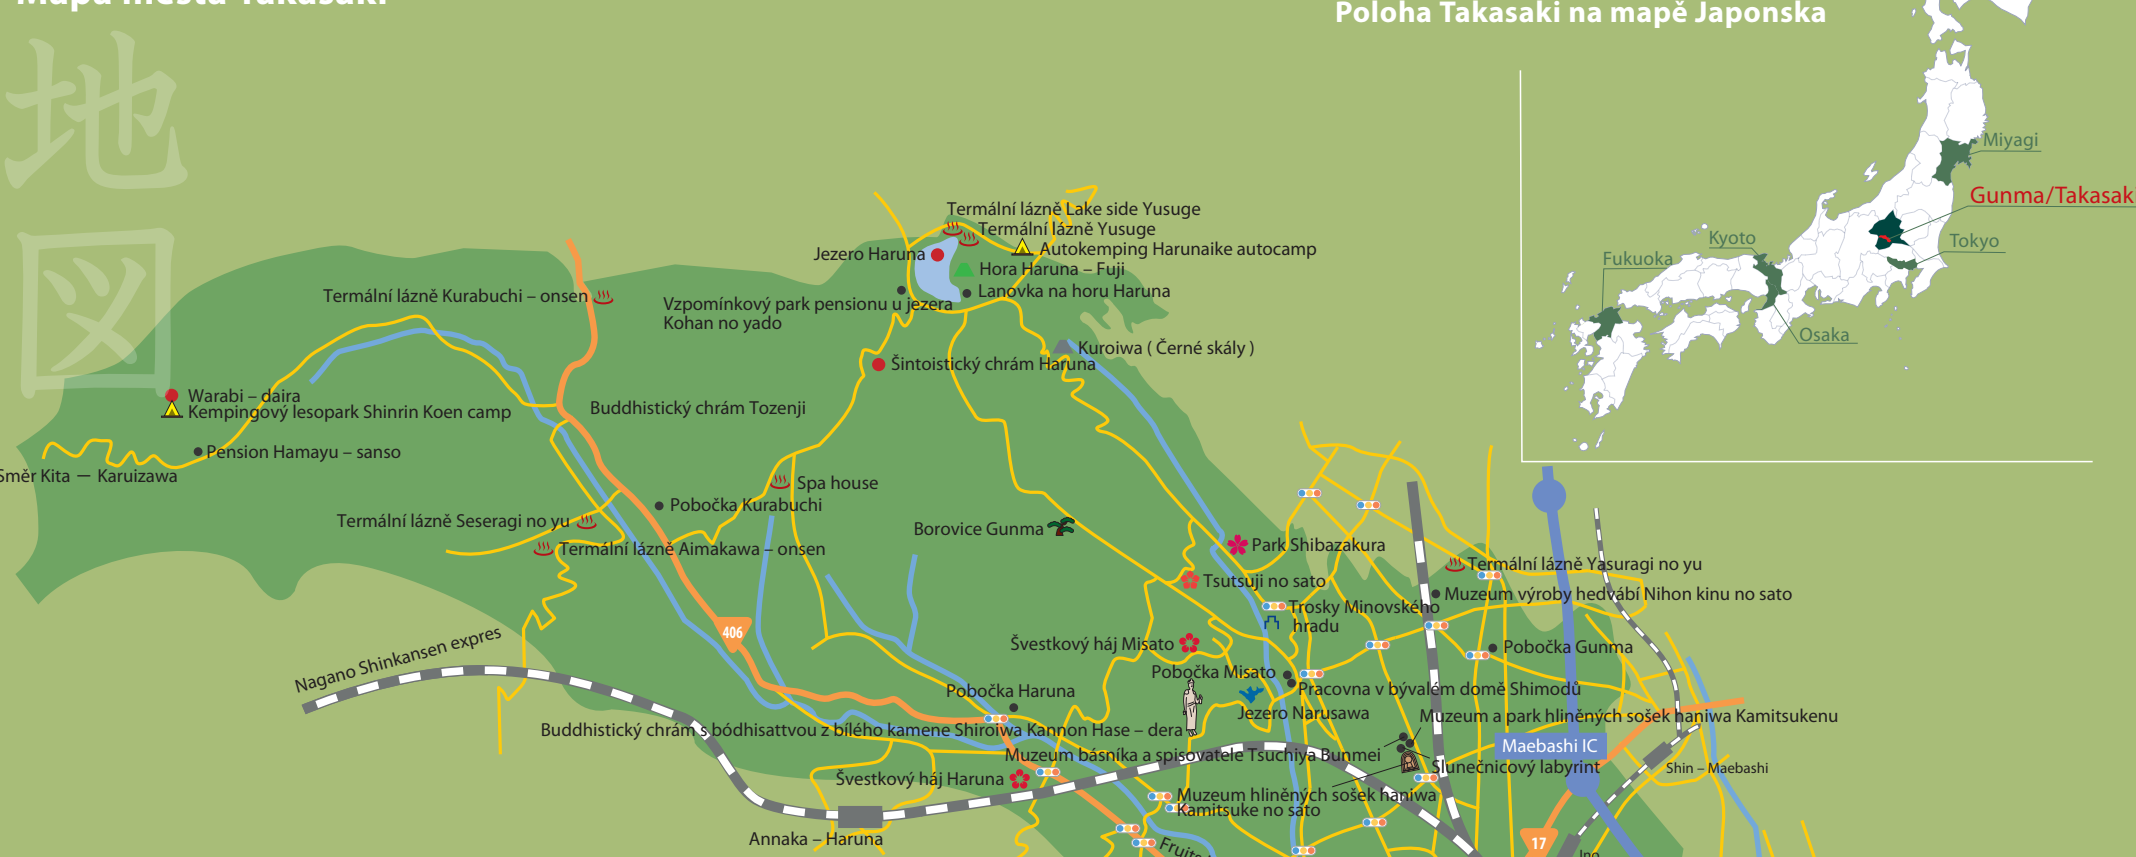 Mapa města Takasaki
Poloha Takasaki na mapě Japonska
地
図
Miyagi
Gunma/Takasaki
Tokyo
Kyoto
Fukuoka
Osaka
Termální lázně Lake side Yusuge
Termální lázně Yusuge
Autokemping Harunaike autocamp
Jezero Haruna
Hora Haruna – Fuji
Lanovka na horu Haruna
Termální lázně Kurabuchi – onsen
Vzpomínkový park pensionu u jezera
Kohan no yado
Kuroiwa ( Černé skály )
Šintoistický chrám Haruna
Warabi – daira
Kempingový lesopark Shinrin Koen camp
Buddhistický chrám Tozenji
Pension Hamayu – sanso
Směr Kita — Karuizawa
Spa house
Pobočka Kurabuchi
Termální lázně Seseragi no yu
Borovice Gunma
Termální lázně Aimakawa – onsen
Park Shibazakura
Termální lázně Yasuragi no yu
Tsutsuji no sato
Muzeum výroby hedvábí Nihon kinu no sato
Trosky Minovského
hradu
406
Švestkový háj Misato
Pobočka Gunma
Nagano Shinkansen expres
Pobočka Misato
Pracovna v bývalém domě Shimodů
Pobočka Haruna
Jezero Narusawa
Muzeum a park hliněných sošek haniwa Kamitsukenu
Buddhistický chrám s bódhisattvou z bílého kamene Shiroiwa Kannon Hase – dera
Maebashi IC
Muzeum básníka a spisovatele Tsuchiya Bunmei
Slunečnicový labyrint
Shin – Maebashi
Švestkový háj Haruna
Muzeum hliněných sošek haniwa
Kamitsuke no sato
Annaka – Haruna
17
Fruits
Ino